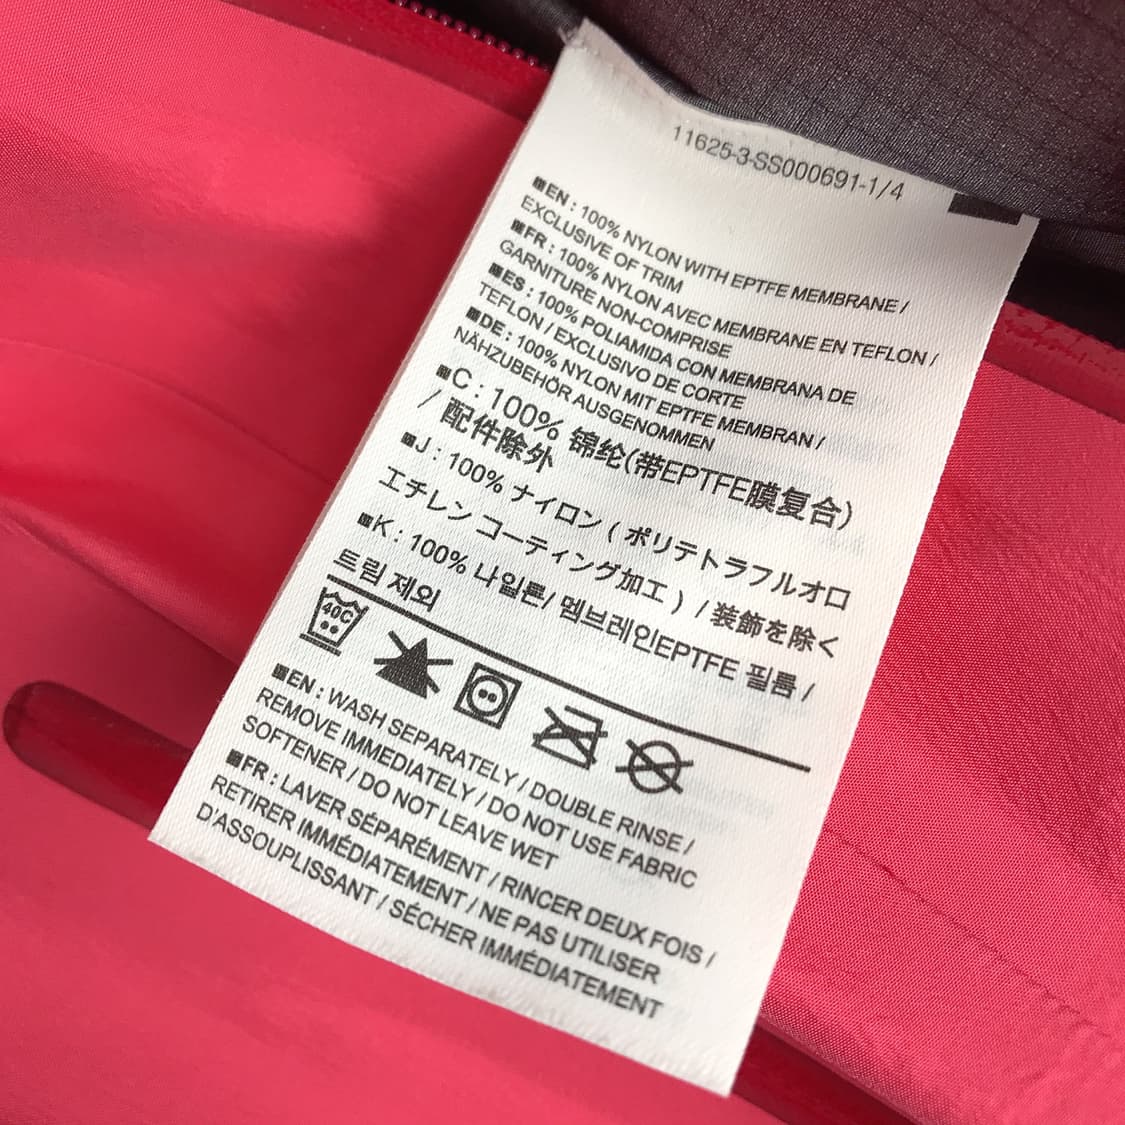 11625-3-SS000691-1/4
EN : 100% NYLON WITH EPTFE MEMBRANE /
EXCLUSIVE OF TRIM
FR : 100% NYLON AVEC MEMBRANE EN TEFLON /
GARNITURE NON-COMPRISE
ES : 100% POLIAMIDA CON MEMBRANA DE
TEFLON / EXCLUSIVO DE CORTE
DE : 100% NYLON MIT EPTFE MEMBRAN /
NÄHZUBEHÖR AUSGENOMMEN
C : 100% 锦纶(带EPTFE膜复合)
/ 配件除外
J : 100% ナイロン ( ポリテトラフルオロ
エチレン コーティング加工 ) / 装飾を除く
K : 100% 나일론/ 멤브레인EPTFE 필름 /
트림 제외
40C
EN : WASH SEPARATELY / DOUBLE RINSE /
REMOVE IMMEDIATELY / DO NOT USE FABRIC
SOFTENER / DO NOT LEAVE WET
FR : LAVER SÉPARÉMENT / RINCER DEUX FOIS /
RETIRER IMMÉDIATEMENT / NE PAS UTILISER
D'ASSOUPLISSANT / SÉCHER IMMÉDIATEMENT